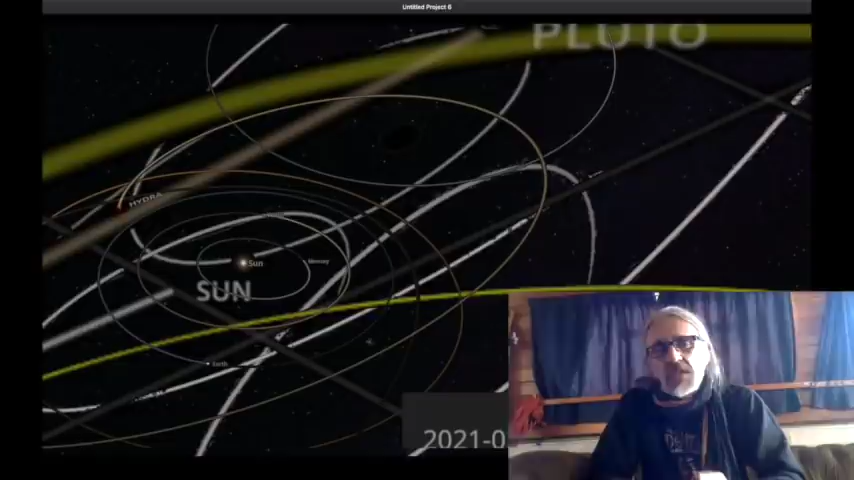 Untitled Project 6
PLUTO
HYDRA
Sun
Mercury
SUN
Earth
2021-0